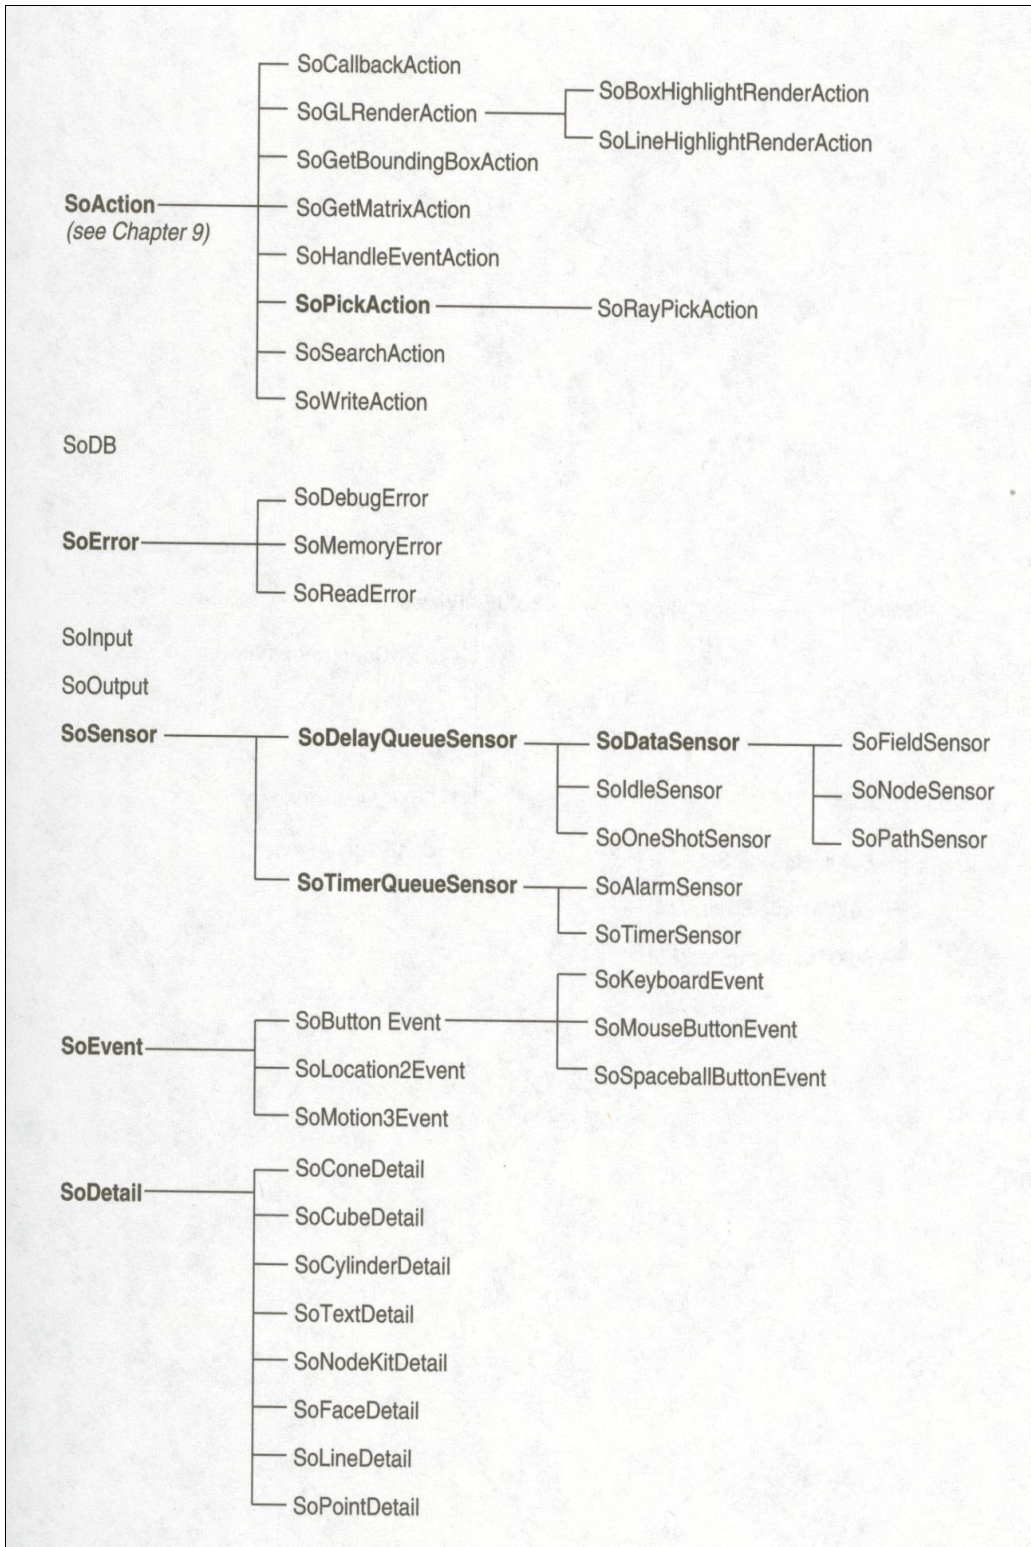 SoCallbackAction
SoGLRenderAction
SoBoxHighlightRenderAction
SoLineHighlightRenderAction
SoGetBoundingBoxAction
SoAction
(see Chapter 9)
SoGetMatrixAction
SoHandleEventAction
SoPickAction
SoRayPickAction
SoSearchAction
SoWriteAction
SoDB
SoDebugError
SoError
SoMemoryError
SoReadError
SoInput
SoOutput
SoSensor
SoDelayQueueSensor
SoDataSensor
SoFieldSensor
SoIdleSensor
SoNodeSensor
SoOneShotSensor
SoPathSensor
SoTimerQueueSensor
SoAlarmSensor
SoTimerSensor
SoKeyboardEvent
SoButton Event
SoMouseButtonEvent
SoEvent
SoLocation2Event
SoSpaceballButtonEvent
SoMotion3Event
SoConeDetail
SoDetail
SoCubeDetail
SoCylinderDetail
SoTextDetail
SoNodeKitDetail
SoFaceDetail
SoLineDetail
SoPointDetail